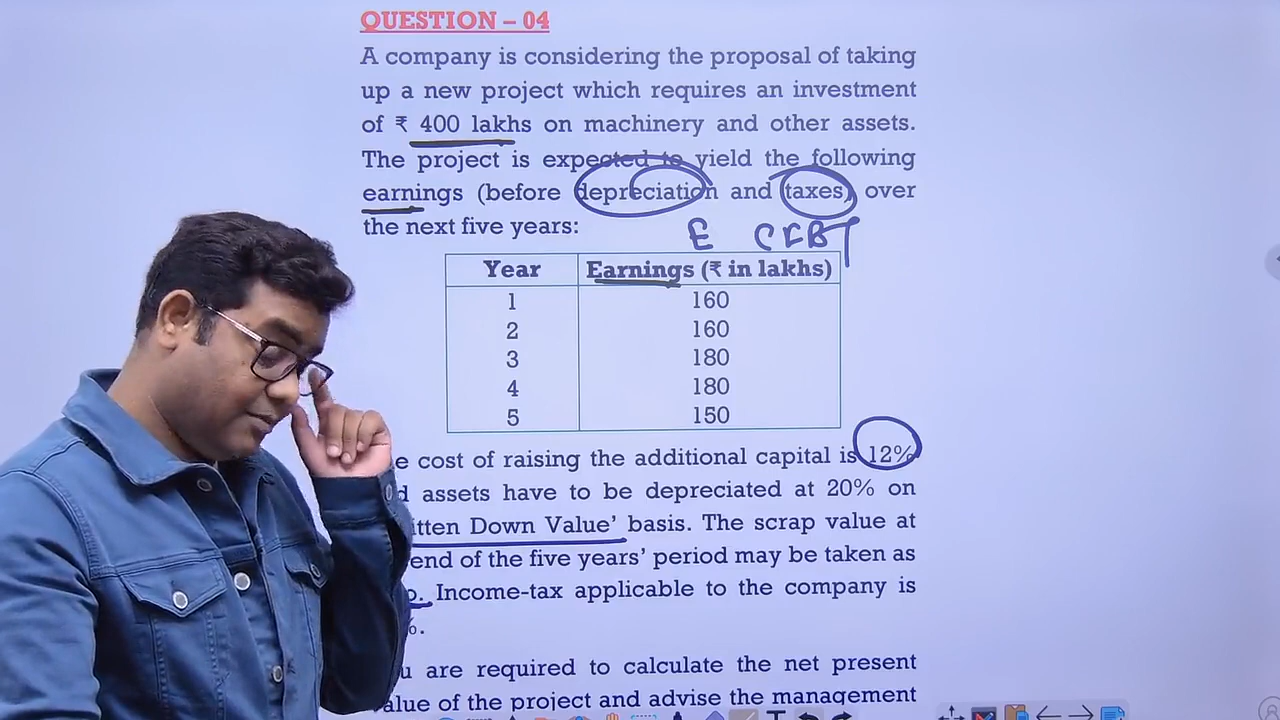 QUESTION – 04
A company is considering the proposal of taking
up a new project which requires an investment
of ₹ 400 lakhs on machinery and other assets.
The project is expected to yield the following
earnings (before depreciation and taxes) over
the next five years:
E CEBT
Year Earnings (₹ in lakhs)
1 160
2 160
3 180
4 180
5 150
cost of raising the additional capital is 12%
assets have to be depreciated at 20% on
Down Value’ basis. The scrap value at
end of the five years’ period may be taken as
Income-tax applicable to the company is
%.
are required to calculate the net present
of the project and advise the management